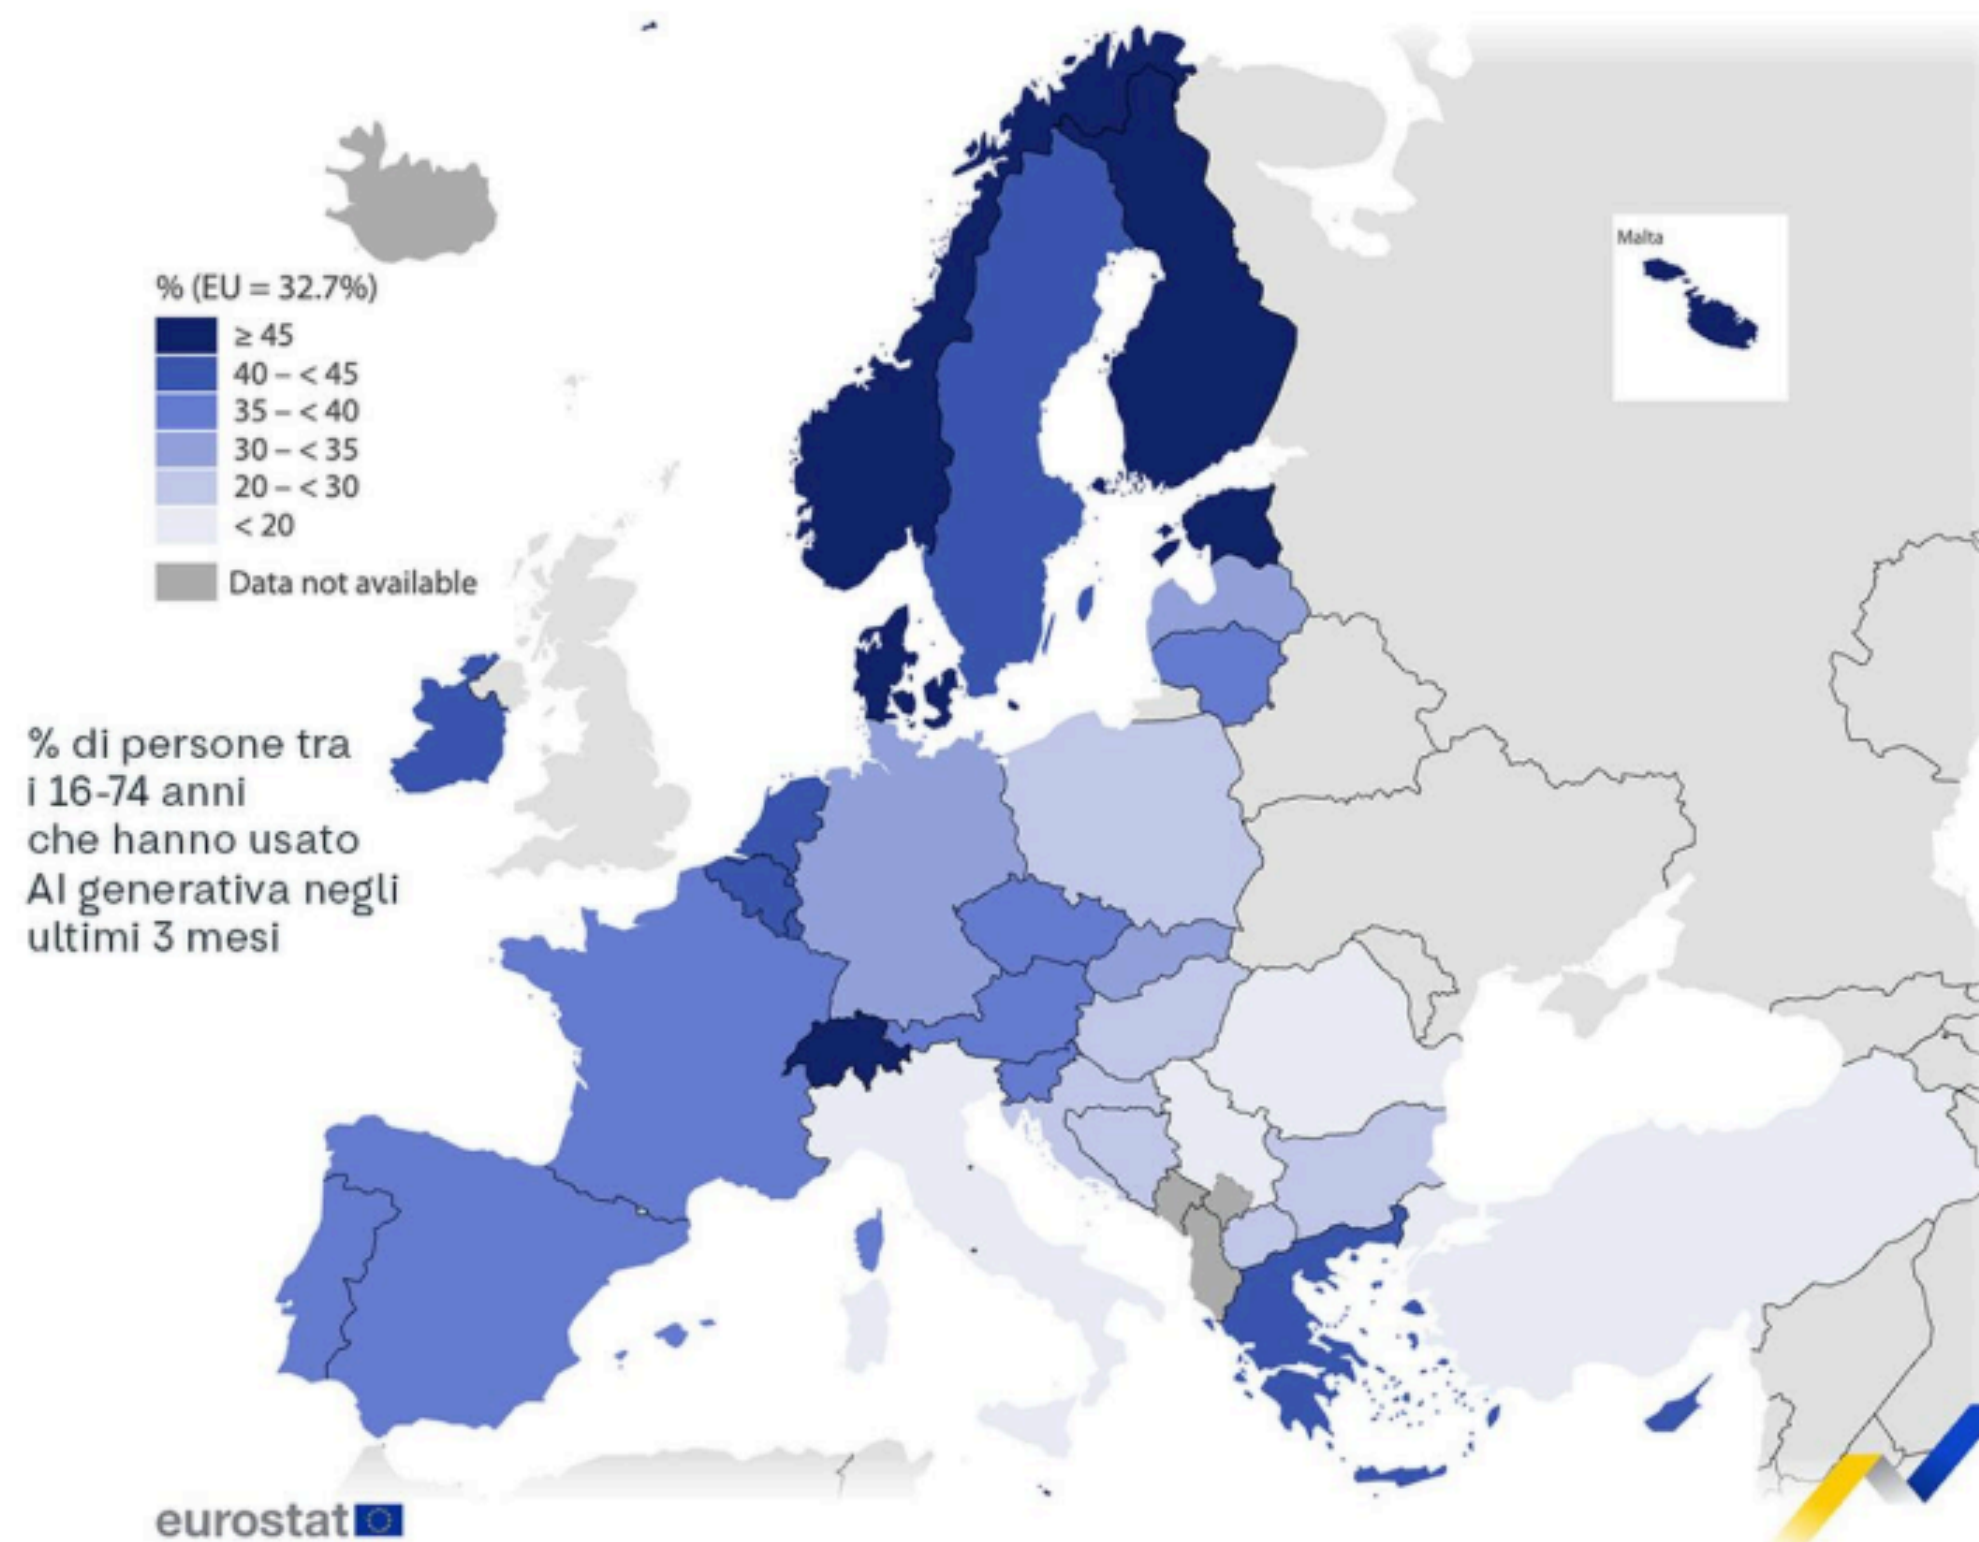 Malta
% (EU = 32.7%)
≥ 45
40 – < 45
35 – < 40
30 – < 35
20 – < 30
< 20
Data not available
% di persone tra
i 16-74 anni
che hanno usato
AI generativa negli
ultimi 3 mesi
eurostat